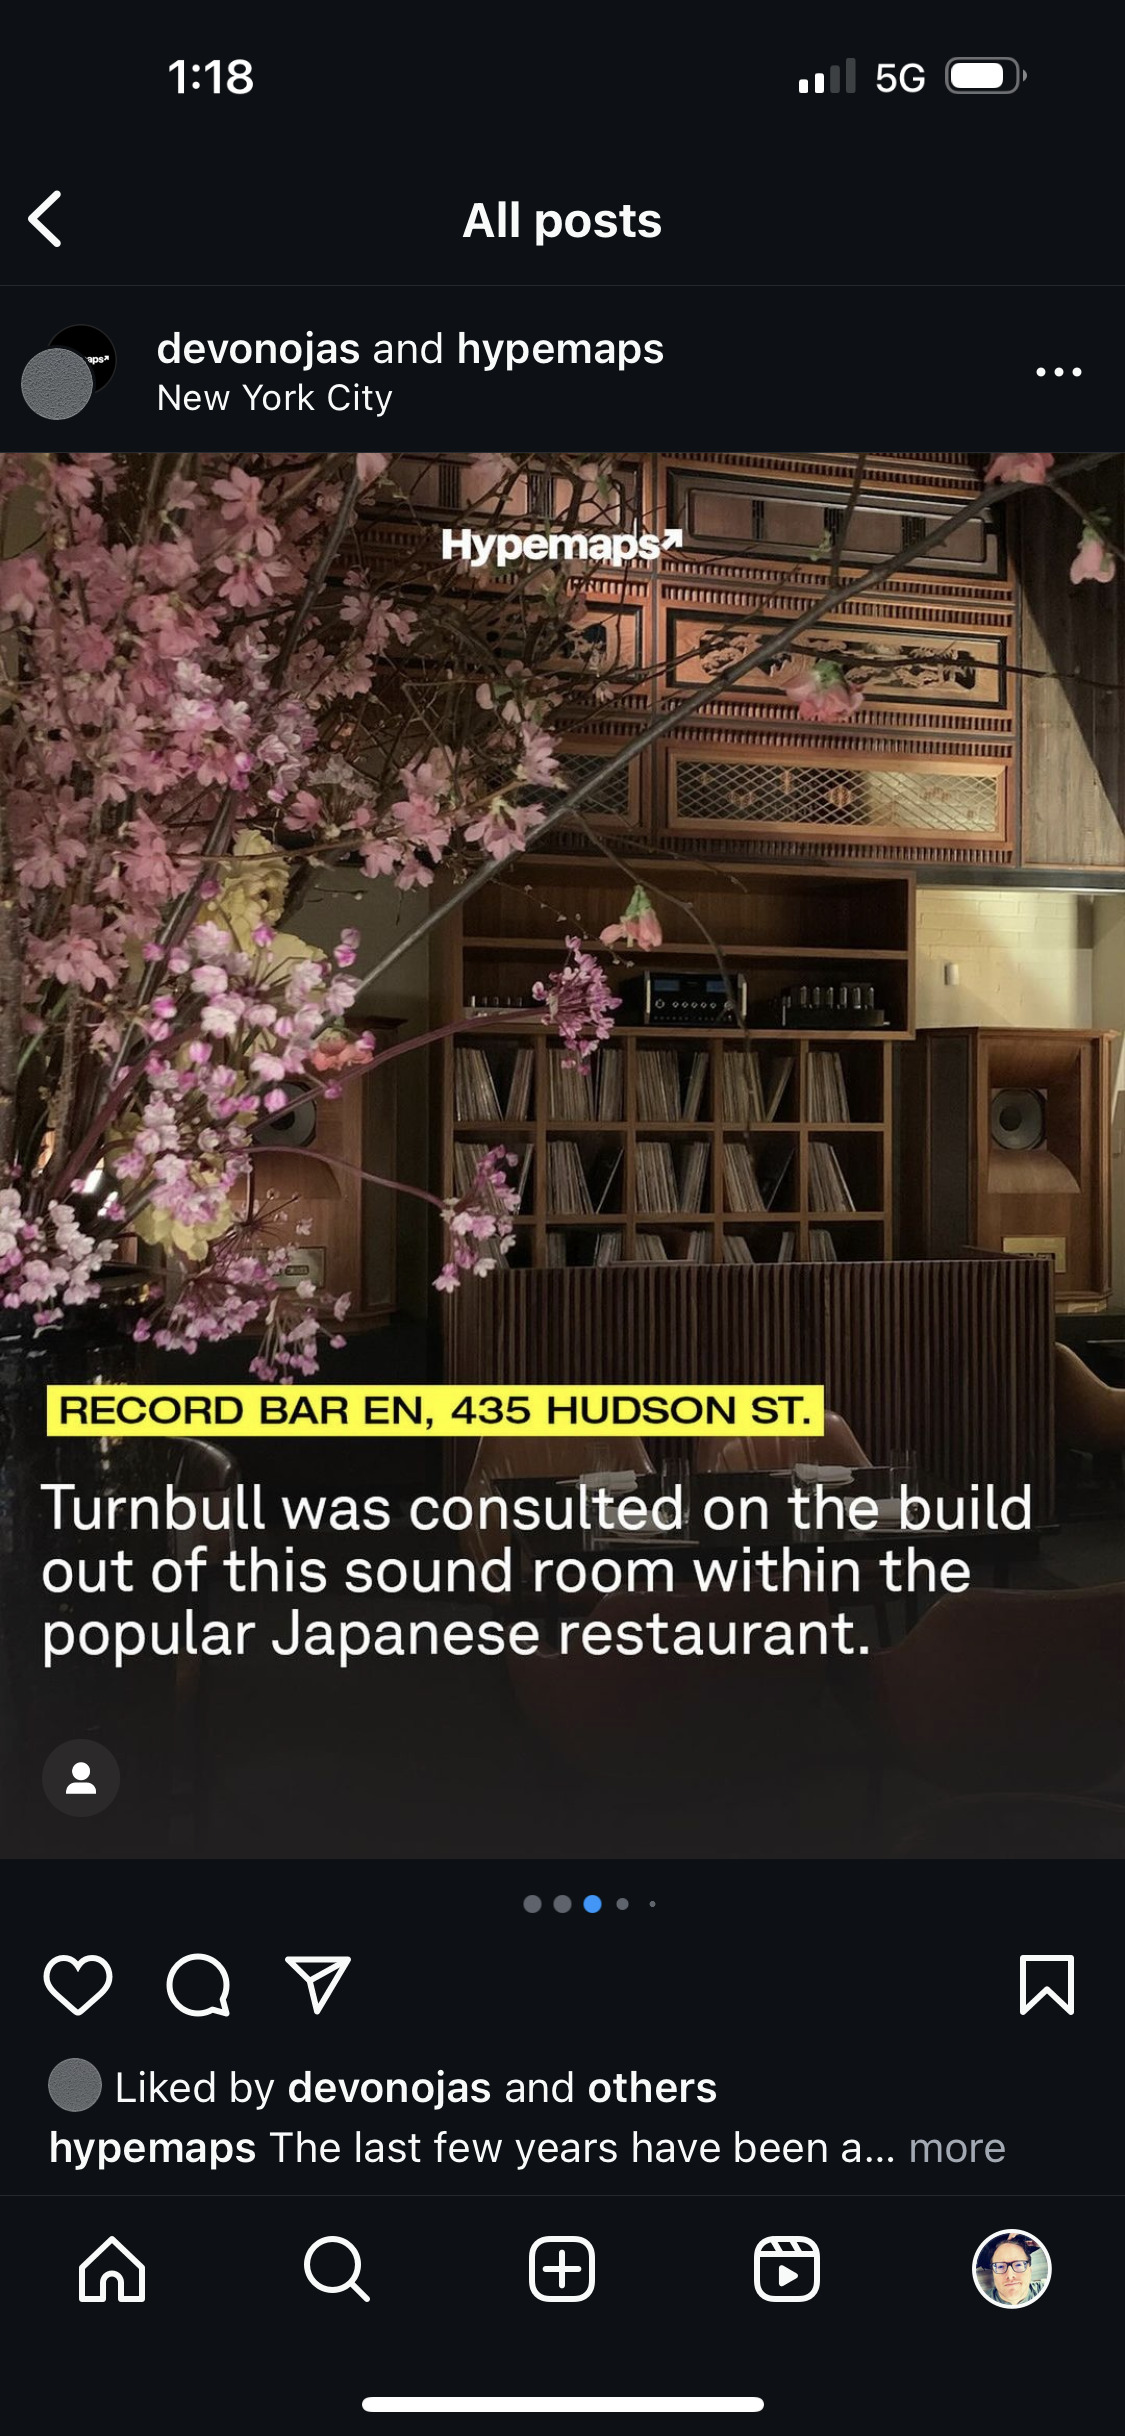 1:18
5G
All posts
aps↗
devonojas and hypemaps
New York City
Hypemaps↗
RECORD BAR EN, 435 HUDSON ST.
Turnbull was consulted on the build
out of this sound room within the
popular Japanese restaurant.
Liked by devonojas and others
hypemaps The last few years have been a... more